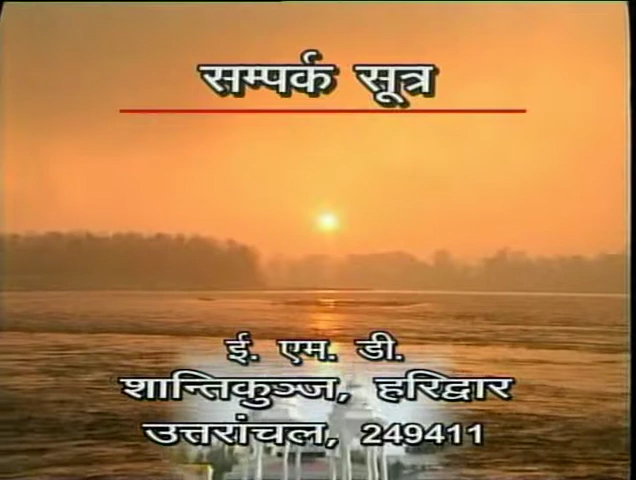 सम्पर्क सूत्र
ई. एम. डी.
शान्तिकुञ्ज, हरिद्वार
उत्तरांचल, 249411